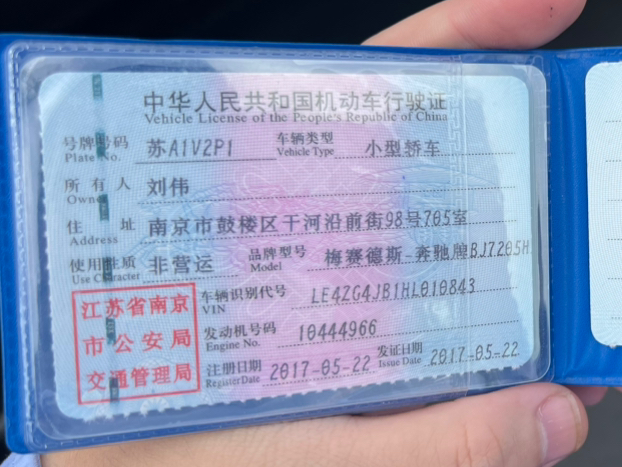 中华人民共和国机动车行驶证
Vehicle License of the People's Republic of China
号牌号码 苏A1V2P1 车辆类型 小型轿车
Plate No. Vehicle Type
所有人 刘伟
Owner
住址 南京市鼓楼区干河沿前街98号705室
Address
使用性质 非营运 品牌型号 梅赛德斯-奔驰牌BJ7205H
Use Character Model
江苏省南京
市公安局
交通管理局
车辆识别代号 LE4ZG4JB1HL010843
VIN
发动机号码 10444966
Engine No.
注册日期 2017-05-22 发证日期 2017-05-22
Register Date Issue Date